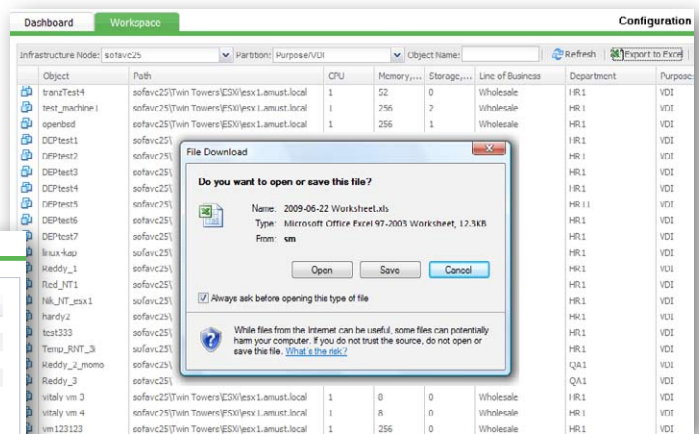 Dashboard Workspace Configuration
Infrastructure Node: sofavc25 Partition: Purpose/VDI Object Name: Refresh Export to Excel
Object Path CPU Memory,... Storage,... Line of Business Department Purpose
tranzTest4 sofavc25\Twin Towers\ESXi\esx1.amust.local 1 52 0 Wholesale HR1 VDI
test_machine1 sofavc25\Twin Towers\ESXi\esx1.amust.local 1 256 2 Wholesale HR1 VDI
openbsd sofavc25\Twin Towers\ESXi\esx1.amust.local 1 256 1 Wholesale HR1 VDI
DEPtest1 sofavc25\ HR1 VDI
DEPtest2 sofavc25\ HR1 VDI
DEPtest3 sofavc25\ HR1 VDI
DEPtest4 sofavc25\ HR1 VDI
DEPtest5 sofavc25\ VDI
DEPtest6 sofavc25\ HR1 VDI
DEPtest7 sofavc25\ HR1 VDI
linux-kap sofavc25\ HR1 VDI
Reddy_1 sofavc25\ HR1 VDI
Red_NT1 sofavc25\ HR1 VDI
Nik_NT_esx1 sofavc25\ HR1 VDI
hardy2 sofavc25\ HR1 VDI
test333 sofavc25\ HR1 VDI
Temp_RNT_3i sofavc25\ HR1 VDI
Reddy_2_momo sofavc25\ QA1 VDI
Reddy_3 sofavc25\ QA1 VDI
vitaly vm 3 sofavc25\Twin Towers\ESXi\esx1.amust.local 1 8 0 Wholesale HR1 VDI
vitaly vm 4 sofavc25\Twin Towers\ESXi\esx1.amust.local 1 8 0 Wholesale HR1 VDI
vm123123 sofavc25\Twin Towers\ESXi\esx1.amust.local 1 256 0 Wholesale HR1 VDI
File Download
Do you want to open or save this file?
Name: 2009-06-22 Worksheet.xls
Type: Microsoft Office Excel 97-2003 Worksheet, 12.3KB
From: sm
Open Save Cancel
Always ask before opening this type of file
While files from the Internet can be useful, some files can potentially
harm your computer. If you do not trust the source, do not open or
save this file. What's the risk?